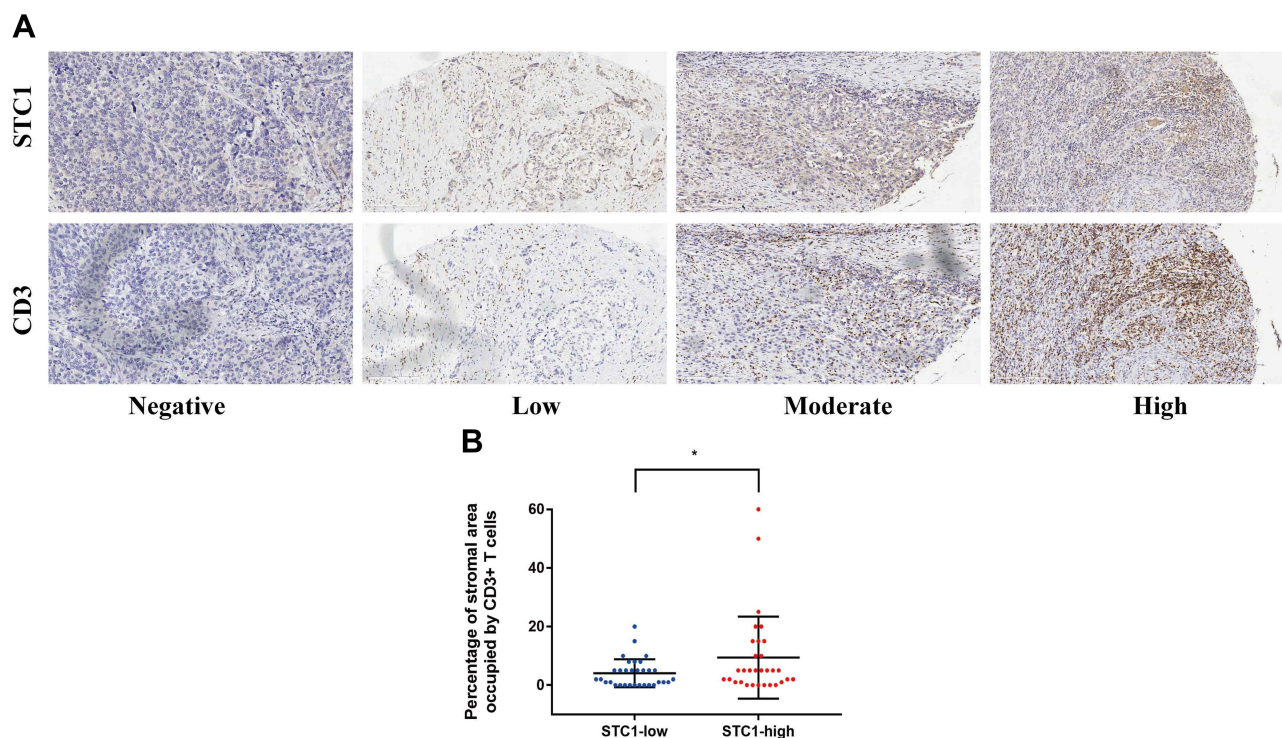 A
STC1
CD3
Negative Low Moderate High
B
*
Percentage of stromal area
occupied by CD3+ T cells
60
40
20
0
STC1-low STC1-high